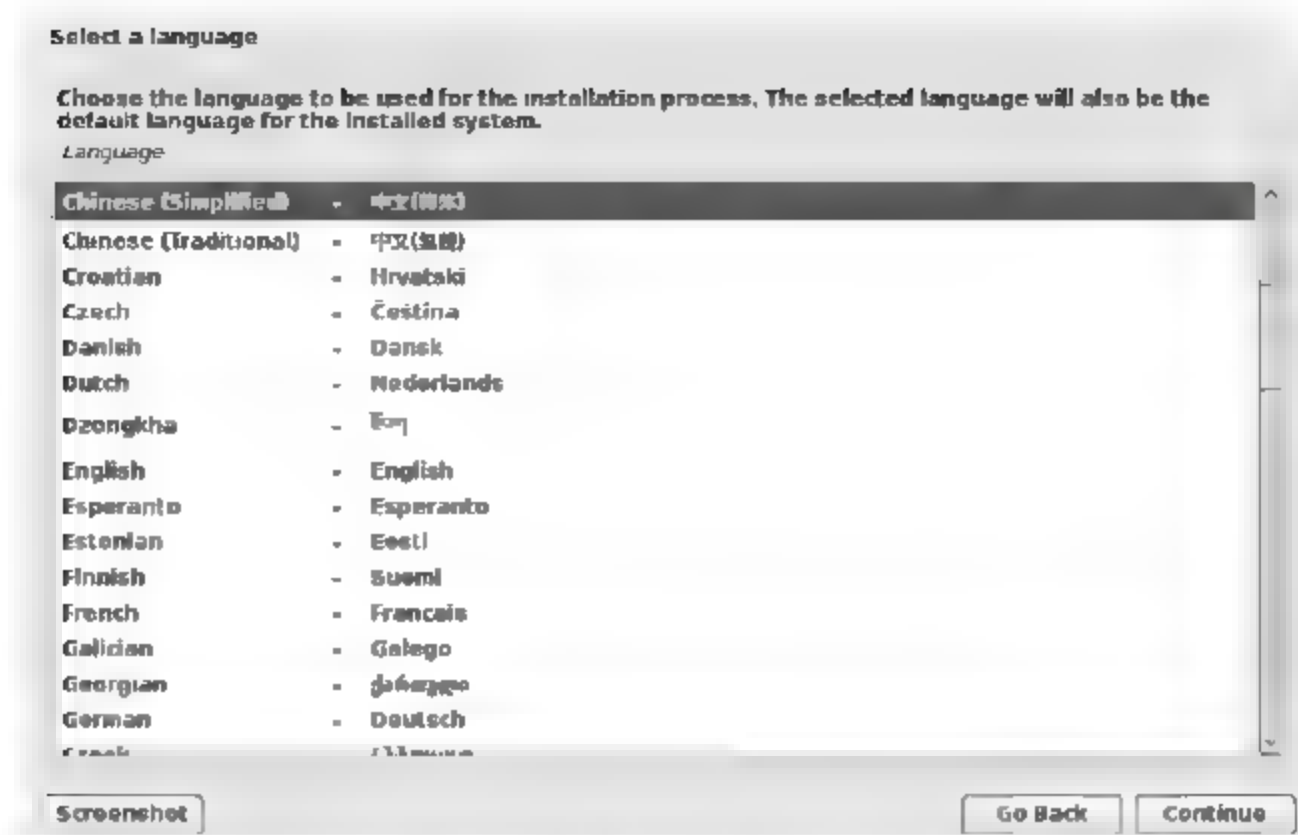 Select a language
Choose the language to be used for the installation process. The selected language will also be the
default language for the installed system.
Language
Chinese (Simplified) - 中文(简体)
Chinese (Traditional) - 中文(繁體)
Croatian - Hrvatski
Czech - Čeština
Danish - Dansk
Dutch - Nederlands
Dzongkha -
English - English
Esperanto - Esperanto
Estonian - Eesti
Finnish - Suomi
French - Français
Galician - Galego
Georgian - ქართული
German - Deutsch
Screenshot
Go Back
Continue